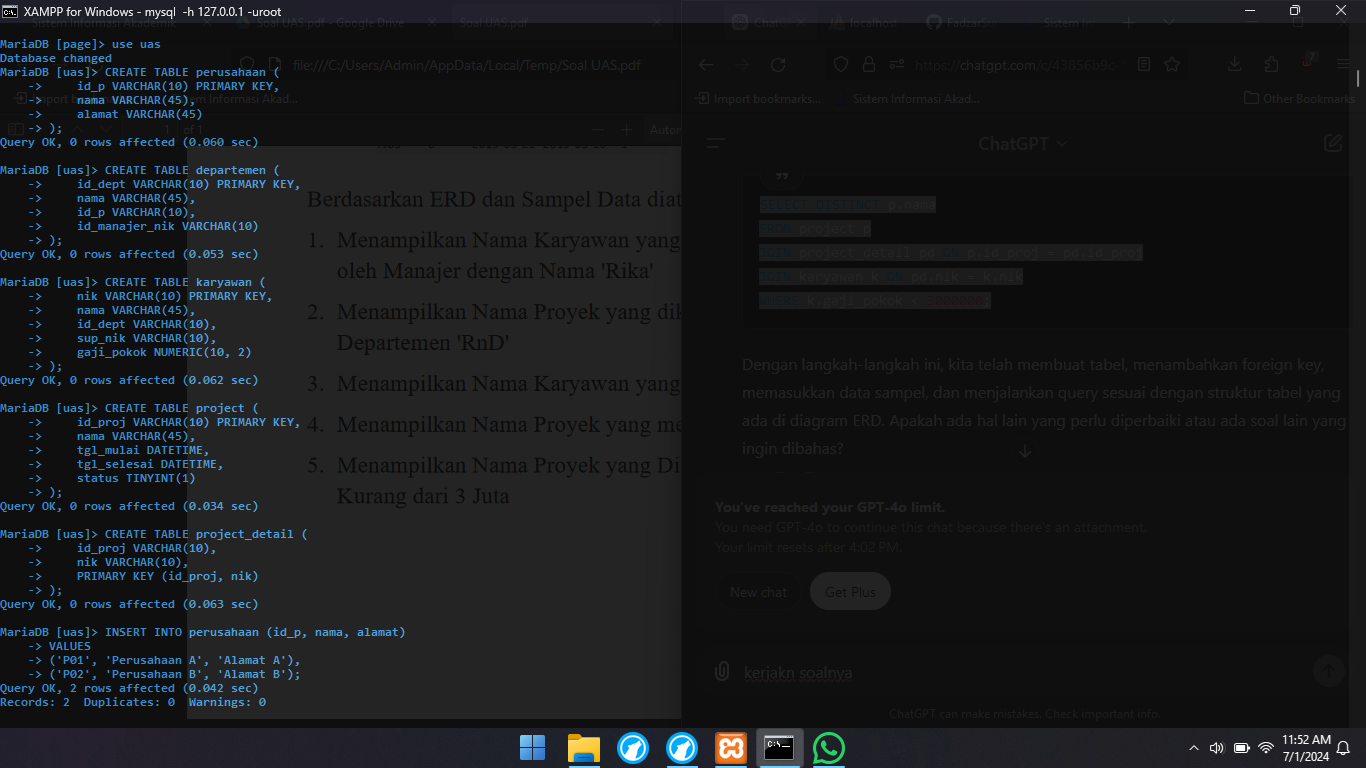 XAMPP for Windows - mysql -h 127.0.0.1 -uroot
MariaDB [page]> use uas
Database changed
MariaDB [uas]> CREATE TABLE perusahaan (
-> id_p VARCHAR(10) PRIMARY KEY,
-> nama VARCHAR(45),
-> alamat VARCHAR(45)
-> );
Query OK, 0 rows affected (0.060 sec)
MariaDB [uas]> CREATE TABLE departemen (
-> id_dept VARCHAR(10) PRIMARY KEY,
-> nama VARCHAR(45),
-> id_p VARCHAR(10),
-> id_manajer_nik VARCHAR(10)
-> );
Query OK, 0 rows affected (0.053 sec)
MariaDB [uas]> CREATE TABLE karyawan (
-> nik VARCHAR(10) PRIMARY KEY,
-> nama VARCHAR(45),
-> id_dept VARCHAR(10),
-> sup_nik VARCHAR(10),
-> gaji_pokok NUMERIC(10, 2)
-> );
Query OK, 0 rows affected (0.062 sec)
MariaDB [uas]> CREATE TABLE project (
-> id_proj VARCHAR(10) PRIMARY KEY,
-> nama VARCHAR(45),
-> tgl_mulai DATETIME,
-> tgl_selesai DATETIME,
-> status TINYINT(1)
-> );
Query OK, 0 rows affected (0.034 sec)
MariaDB [uas]> CREATE TABLE project_detail (
-> id_proj VARCHAR(10),
-> nik VARCHAR(10),
-> PRIMARY KEY (id_proj, nik)
-> );
Query OK, 0 rows affected (0.063 sec)
MariaDB [uas]> INSERT INTO perusahaan (id_p, nama, alamat)
-> VALUES
-> ('P01', 'Perusahaan A', 'Alamat A'),
-> ('P02', 'Perusahaan B', 'Alamat B');
Query OK, 2 rows affected (0.042 sec)
Records: 2 Duplicates: 0 Warnings: 0
Soal UAS.pdf - Google Drive
Soal UAS.pdf
file:///C:/Users/Admin/AppData/Local/Temp/Soal UAS.pdf
Sistem Informasi Akad...
1 of 1
Berdasarkan ERD dan Sampel Data diat
1. Menampilkan Nama Karyawan yang
oleh Manajer dengan Nama 'Rika'
2. Menampilkan Nama Proyek yang dik
Departemen 'RnD'
3. Menampilkan Nama Karyawan yang
4. Menampilkan Nama Proyek yang me
5. Menampilkan Nama Proyek yang Di
Kurang dari 3 Juta
https://chatgpt.com/c/43856b9c-
7
Import bookmarks...
Sistem Informasi Akad...
Other Bookmarks
ChatGPT
SELECT DISTINCT p.nama
FROM project p
JOIN project_detail pd ON p.id_proj = pd.id_proj
JOIN karyawan k ON pd.nik = k.nik
WHERE k.gaji_pokok < 3000000;
Dengan langkah-langkah ini, kita telah membuat tabel, menambahkan foreign key,
memasukkan data sampel, dan menjalankan query sesuai dengan struktur tabel yang
ada di diagram ERD. Apakah ada hal lain yang perlu diperbaiki atau ada soal lain yang
ingin dibahas?
You've reached your GPT-4o limit.
You need GPT-4o to continue this chat because there's an attachment.
Your limit resets after 4:02 PM.
New chat
Get Plus
kerjakn soalnya
ChatGPT can make mistakes. Check important info.
11:52 AM
7/1/2024